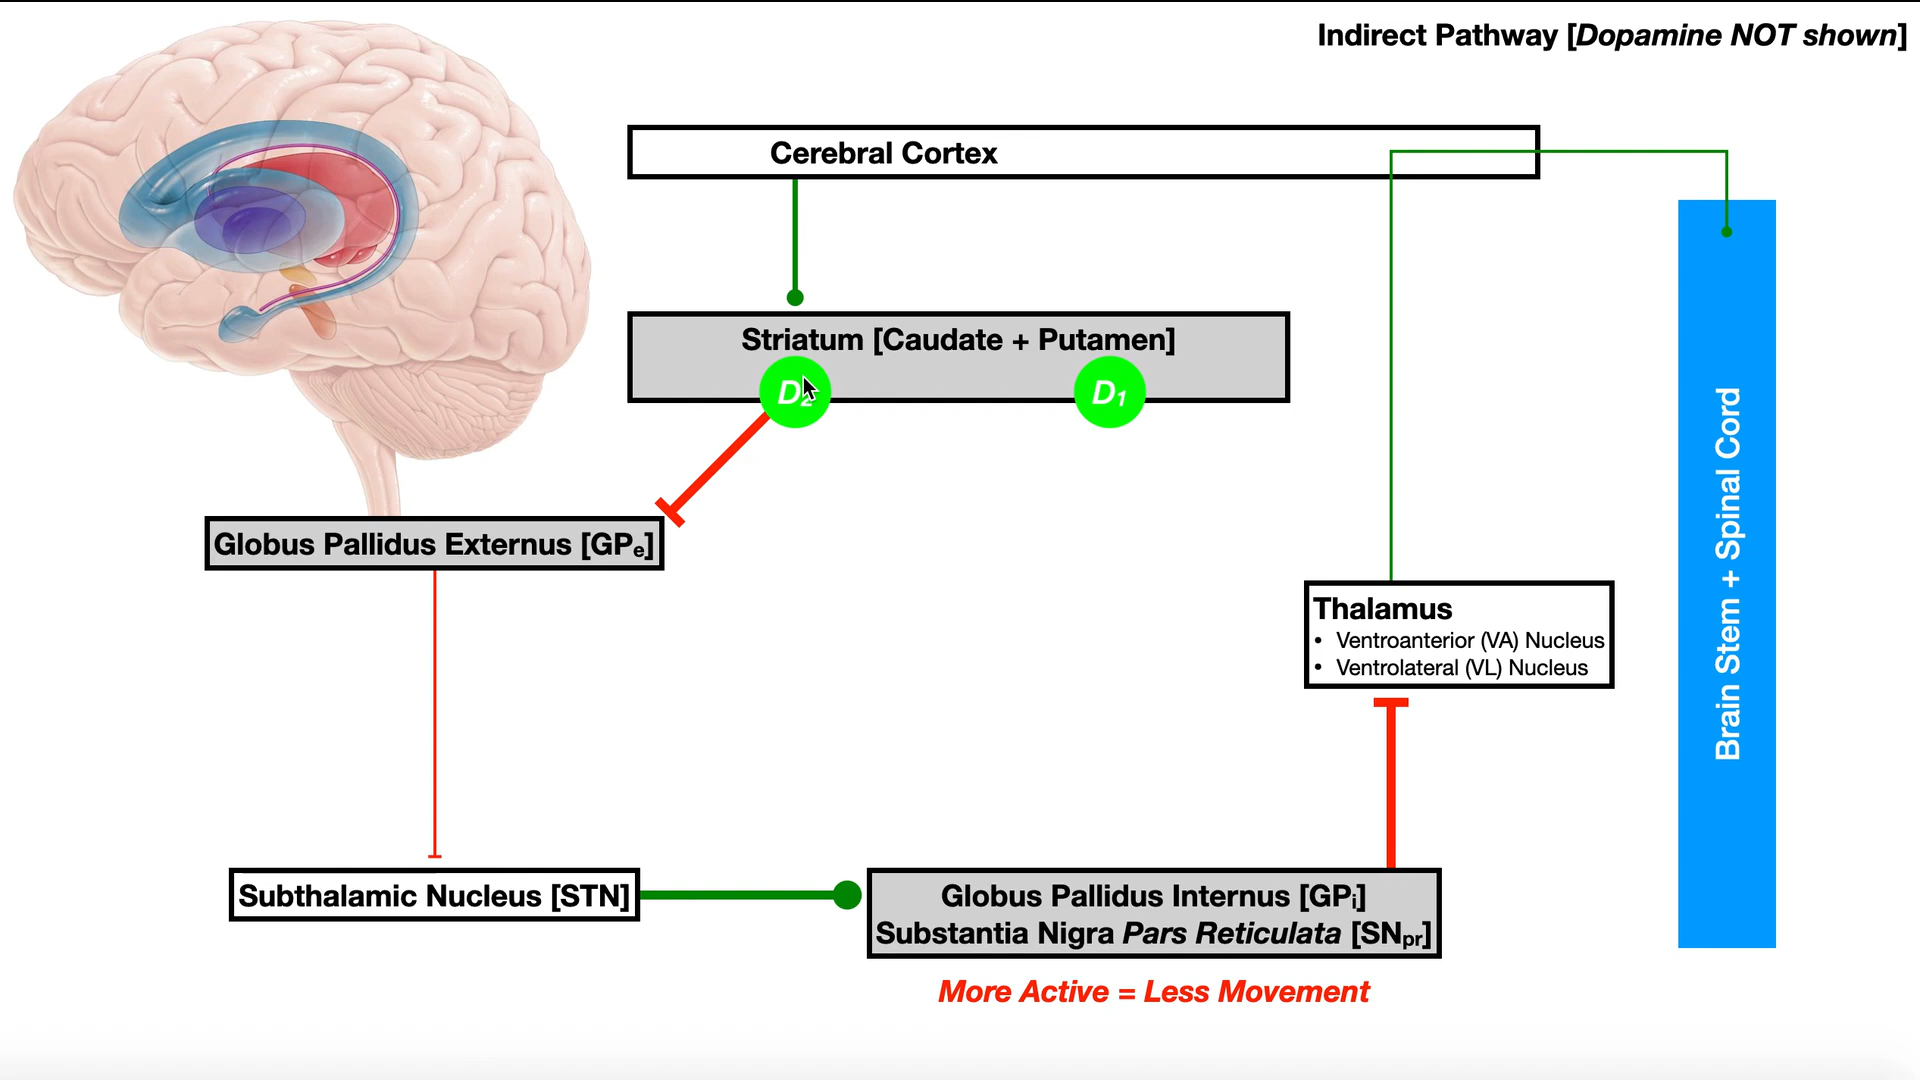 Indirect Pathway [Dopamine NOT shown]
Cerebral Cortex
Striatum [Caudate + Putamen]
D₂
D₁
Globus Pallidus Externus [GPₑ]
Thalamus
• Ventroanterior (VA) Nucleus
• Ventrolateral (VL) Nucleus
Brain Stem + Spinal Cord
Subthalamic Nucleus [STN]
Globus Pallidus Internus [GPᵢ]
Substantia Nigra Pars Reticulata [SNpr]
More Active = Less Movement